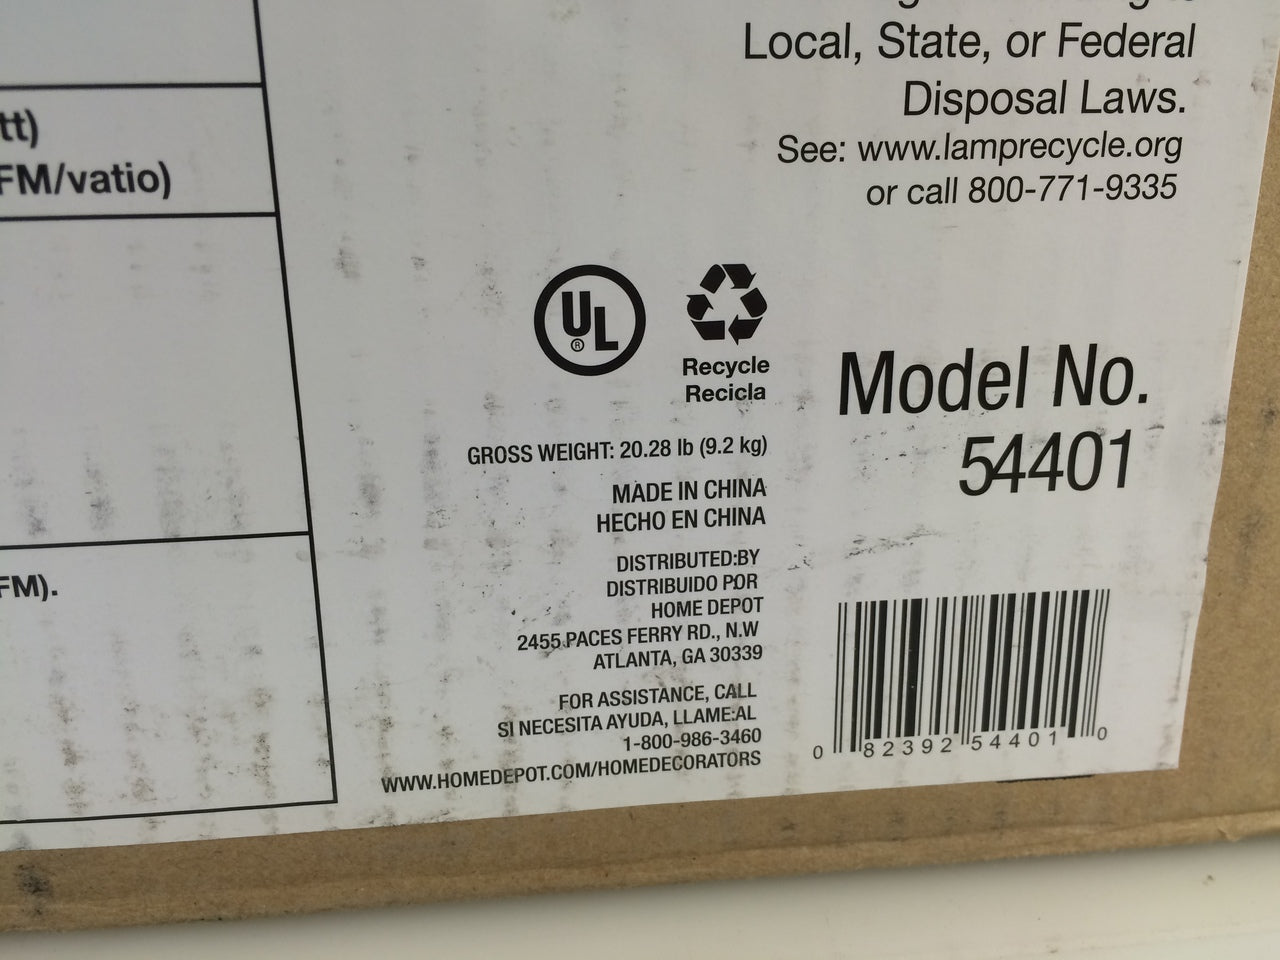 Local, State, or Federal
Disposal Laws.
See: www.lamprecycle.org
or call 800-771-9335
tt)
FM/vatio)
UL
®
Recycle
Recicla
Model No.
54401
GROSS WEIGHT: 20.28 lb (9.2 kg)
MADE IN CHINA
HECHO EN CHINA
DISTRIBUTED:BY
DISTRIBUIDO POR
HOME DEPOT
2455 PACES FERRY RD., N.W
ATLANTA, GA 30339
FM).
FOR ASSISTANCE, CALL
SI NECESITA AYUDA, LLAME:AL
1-800-986-3460
WWW.HOMEDEPOT.COM/HOMEDECORATORS
0 82392 54401 0